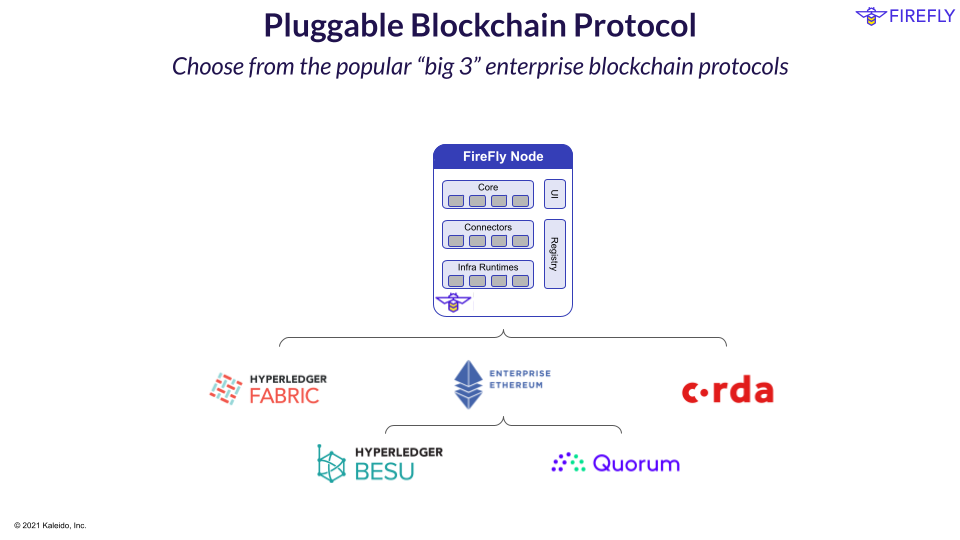 Pluggable Blockchain Protocol
FIREFLY
Choose from the popular “big 3” enterprise blockchain protocols
FireFly Node
Core
UI
Connectors
Registry
Infra Runtimes
HYPERLEDGER
FABRIC
ENTERPRISE
ETHEREUM
c•rda
HYPERLEDGER
BESU
Quorum
© 2021 Kaleido, Inc.